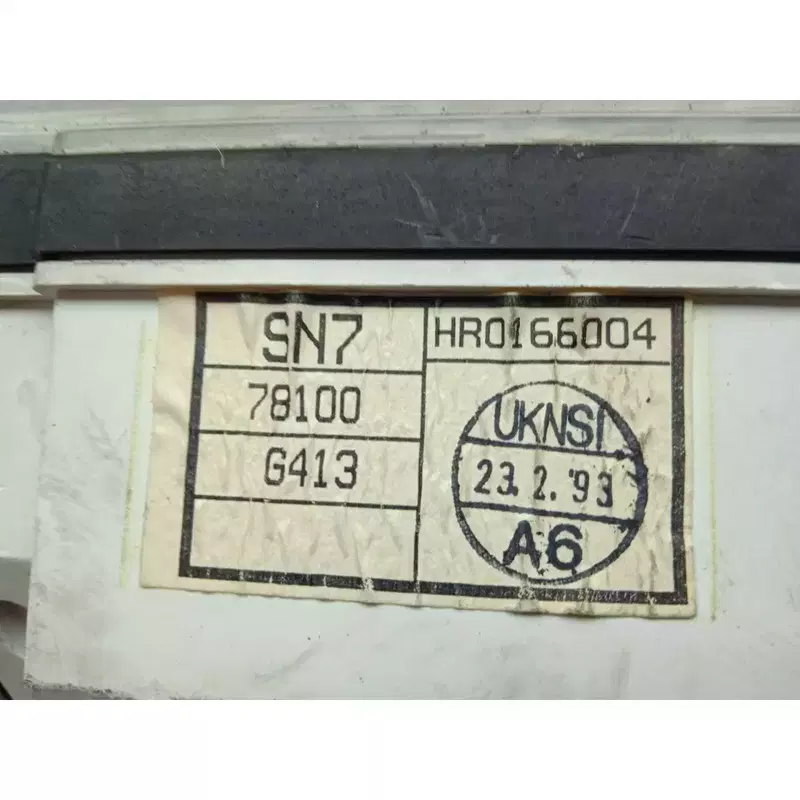 SN7
78100
G413
HR0166004
UKNSI
23. 2. '93
A6